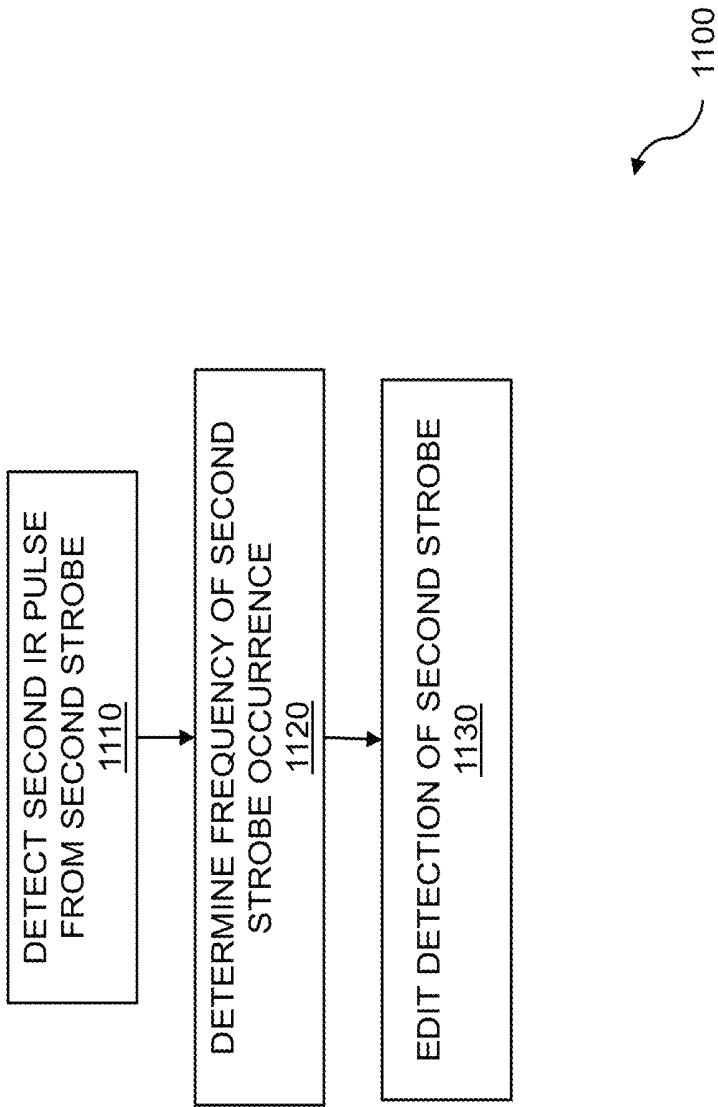 DETECT SECOND IR PULSE
FROM SECOND STROBE
1110
DETERMINE FREQUENCY OF SECOND
STROBE OCCURRENCE
1120
EDIT DETECTION OF SECOND STROBE
1130
1100